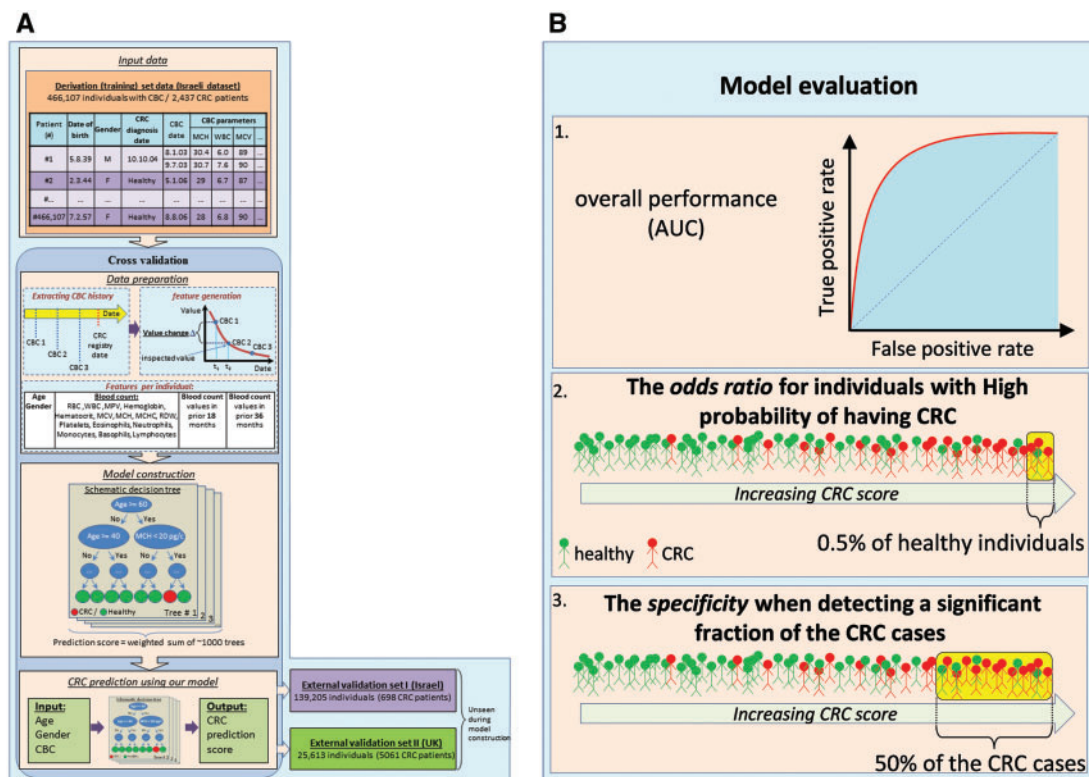 A
Input data
Derivation (training) set data (Israeli dataset)
466,107 individuals with CBC / 2,437 CRC patients
Patient (#) Date of birth Gender CRC diagnosis date CBC date CBC parameters
MCH WBC MCV ...
#1 5.8.39 M 10.10.04 8.1.03 30.4 6.0 89 ...
9.7.03 30.7 7.6 90 ...
#2 2.3.44 F Healthy 5.1.06 29 6.7 87 ...
#... ... ... ... ... ... ... ... ...
#466,107 7.2.57 F Healthy 8.8.06 28 6.8 90 ...
Cross validation
Data preparation
Extracting CBC history
Date
CBC 1
CBC 2
CBC 3
CRC
registry
date
feature generation
Value
CBC 1
Value change, Δ
CBC 2
CBC 3
inspected value
Date
Features per individual:
Age
Gender
Blood count:
RBC ,WBC ,MPV, Hemoglobin,
Hematocrit, MCV, MCH, MCHC, RDW,
Platelets, Eosinophils, Neutrophils,
Monocytes, Basophils, Lymphocytes
Blood count
values in
prior 18
months
Blood count
values in
prior 36
months
Model construction
Schematic decision tree
Age >= 60
No Yes
Age >= 40 MCH < 20 pg/c
No Yes No Yes
... ... ... ...
CRC / Healthy Tree # 1
2
3
Prediction score = weighted sum of ~1000 trees
CRC prediction using our model
Input:
Age
Gender
CBC
Output:
CRC
prediction
score
External validation set I (Israel)
139,205 individuals (698 CRC patients)
External validation set II (UK)
25,613 individuals (5061 CRC patients)
Unseen
during
model
construction
B
Model evaluation
1.
overall performance
(AUC)
True positive rate
False positive rate
2.
The odds ratio for individuals with High
probability of having CRC
Increasing CRC score
0.5% of healthy individuals
healthy CRC
3.
The specificity when detecting a significant
fraction of the CRC cases
Increasing CRC score
50% of the CRC cases